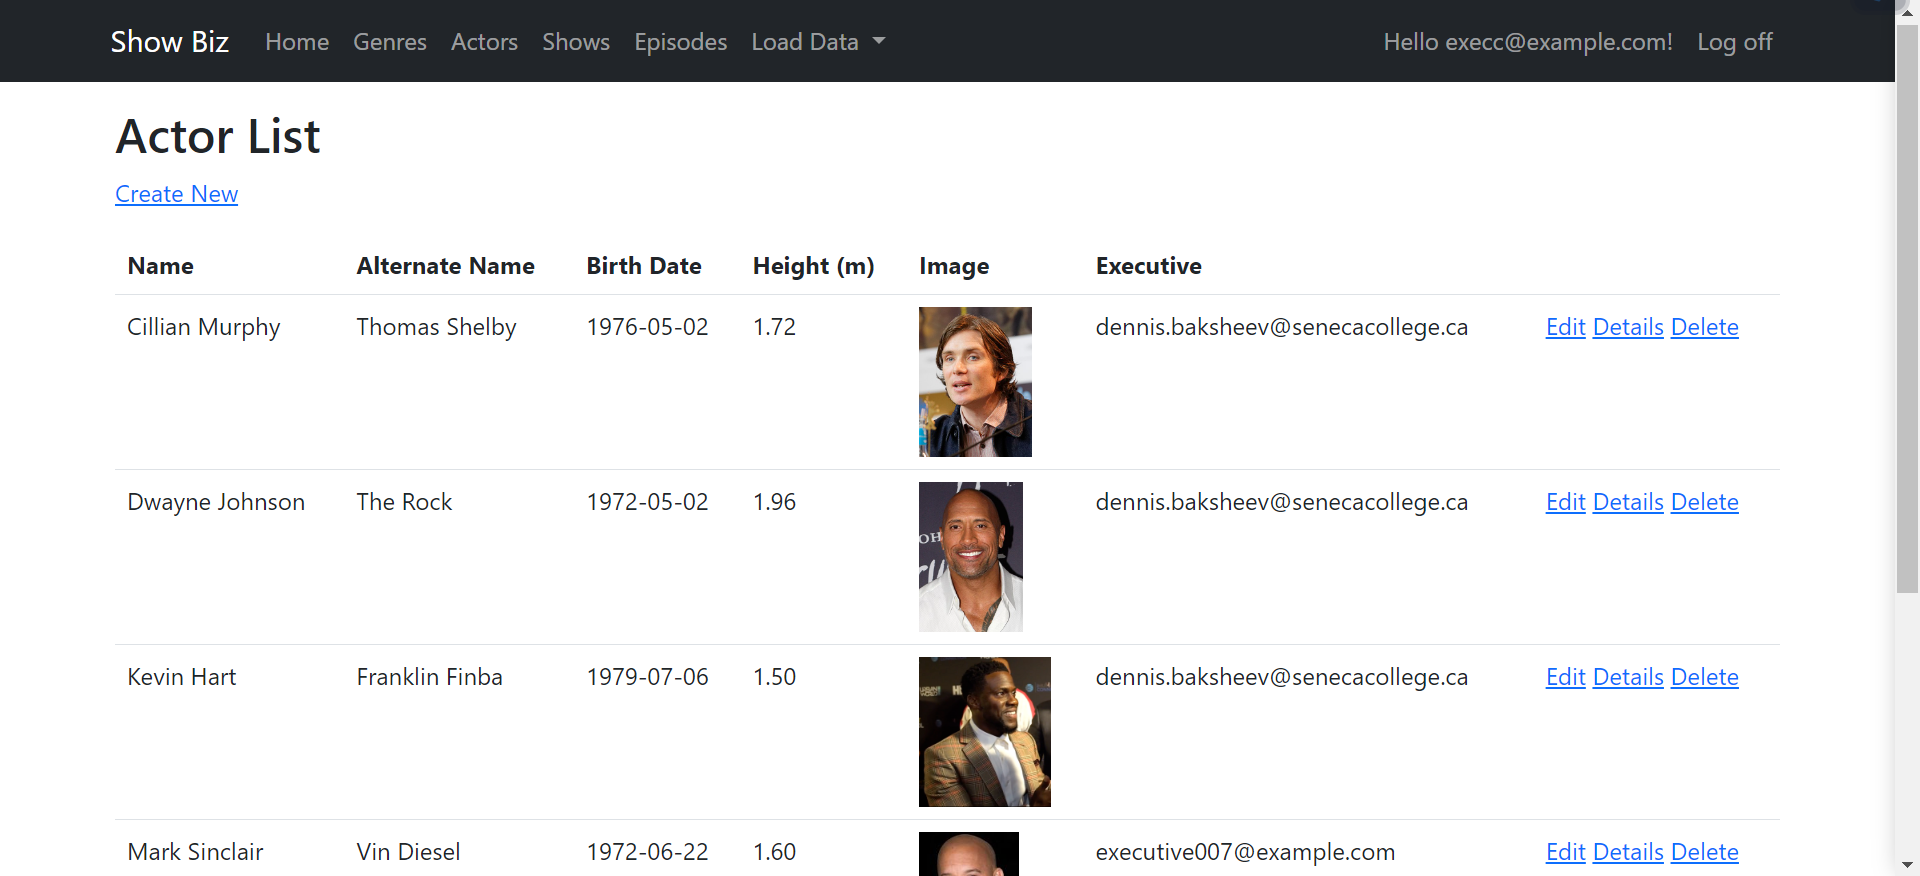 Show Biz Home Genres Actors Shows Episodes Load Data Hello execc@example.com! Log off
Actor List
Create New
Name Alternate Name Birth Date Height (m) Image Executive
Cillian Murphy Thomas Shelby 1976-05-02 1.72 dennis.baksheev@senecacollege.ca Edit Details Delete
Dwayne Johnson The Rock 1972-05-02 1.96 dennis.baksheev@senecacollege.ca Edit Details Delete
Kevin Hart Franklin Finba 1979-07-06 1.50 dennis.baksheev@senecacollege.ca Edit Details Delete
Mark Sinclair Vin Diesel 1972-06-22 1.60 executive007@example.com Edit Details Delete